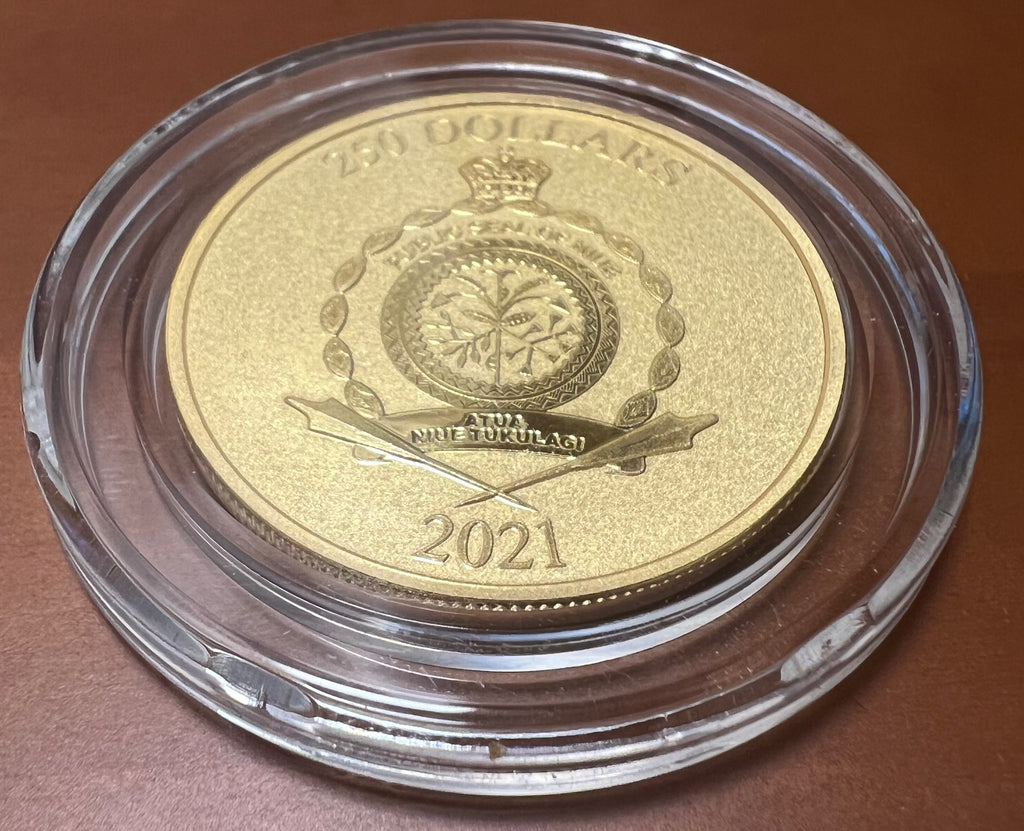 250 DOLLARS
PUBLIC SEAL OF NIUE
ATUA
NIUE TUKULAGI
2021